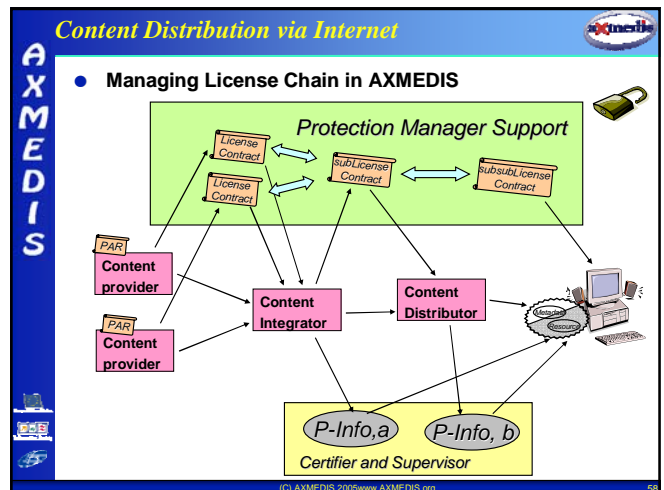 Content Distribution via Internet
axmedis
AXMEDIS
Managing License Chain in AXMEDIS
Protection Manager Support
License
Contract
License
Contract
subLicense
Contract
subsubLicense
Contract
PAR
Content
provider
PAR
Content
provider
Content
Integrator
Content
Distributor
Metadata
Resource
P-Info,a
P-Info, b
Certifier and Supervisor
(C) AXMEDIS 2005www.AXMEDIS.org
58